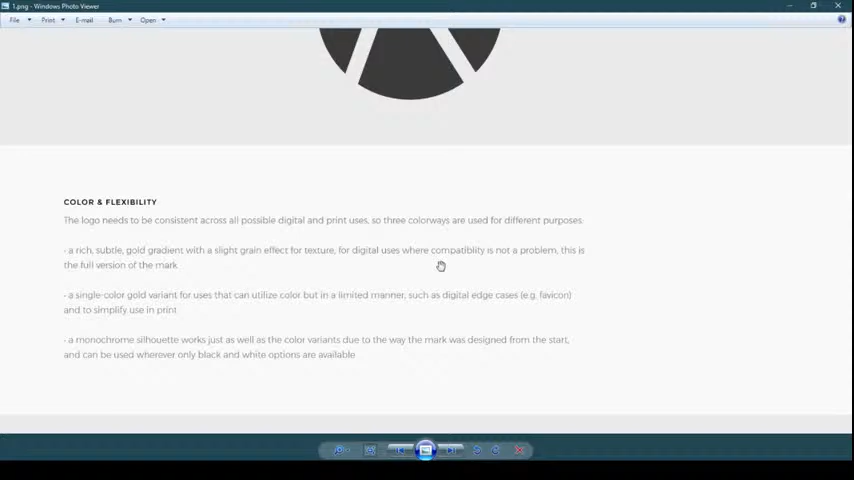 1.png - Windows Photo Viewer
File Print E-mail Burn Open
COLOR & FLEXIBILITY
The logo needs to be consistent across all possible digital and print uses, so three colorways are used for different purposes:
- a rich, subtle, gold gradient with a slight grain effect for texture, for digital uses where compatiblity is not a problem, this is
the full version of the mark
- a single-color gold variant for uses that can utilize color but in a limited manner, such as digital edge cases (e.g. favicon)
and to simplify use in print
- a monochrome silhouette works just as well as the color variants due to the way the mark was designed from the start,
and can be used wherever only black and white options are available